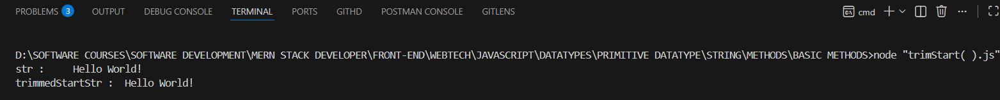 PROBLEMS 3 OUTPUT DEBUG CONSOLE TERMINAL PORTS GITHD POSTMAN CONSOLE GITLENS cmd
D:\SOFTWARE COURSES\SOFTWARE DEVELOPMENT\MERN STACK DEVELOPER\FRONT-END\WEBTECH\JAVASCRIPT\DATATYPES\PRIMITIVE DATATYPE\STRING\METHODS\BASIC METHODS>node "trimStart( ).js"
str :    Hello World!
trimmedStartStr :  Hello World!